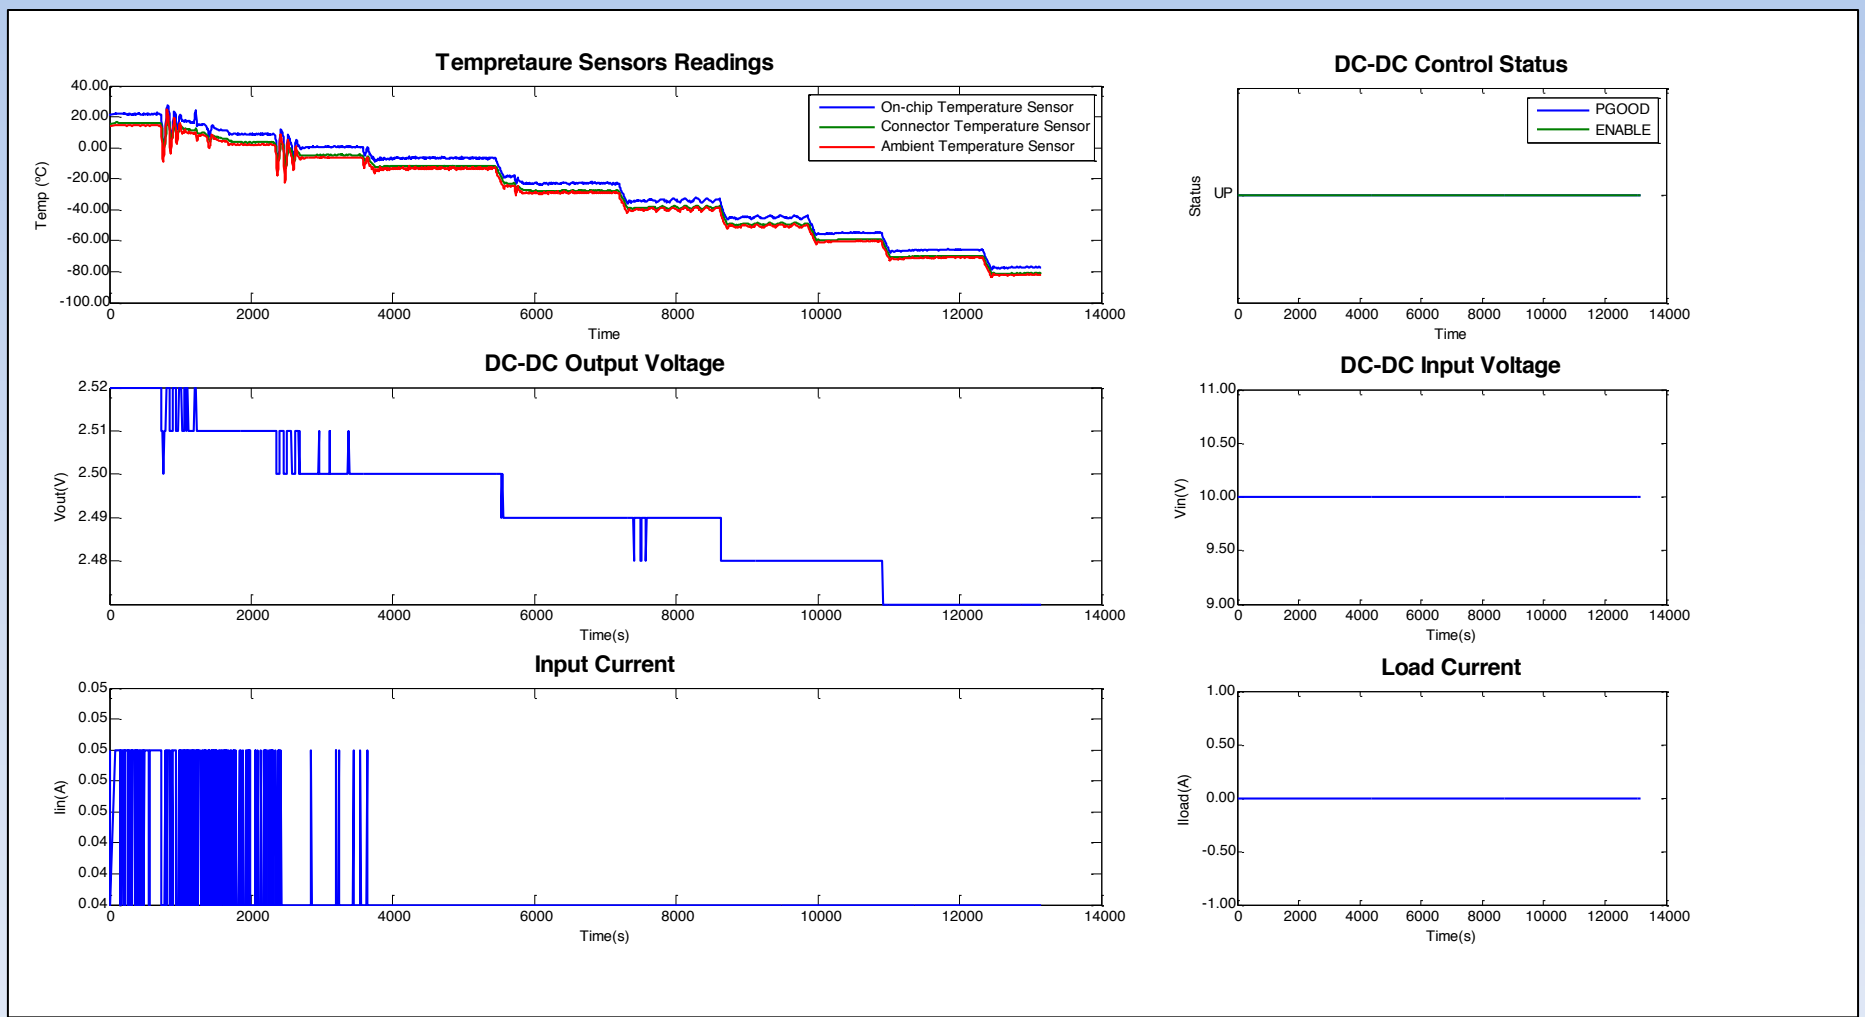 Tempretaure Sensors Readings
40.00
20.00
0.00
-20.00
-40.00
-60.00
-80.00
-100.00
Temp (ºC)
On-chip Temperature Sensor
Connector Temperature Sensor
Ambient Temperature Sensor
0 2000 4000 6000 8000 10000 12000 14000
Time
DC-DC Control Status
PGOOD
ENABLE
Status
UP
0 2000 4000 6000 8000 10000 12000 14000
Time
DC-DC Output Voltage
2.52
2.51
2.50
2.49
2.48
Vout(V)
0 2000 4000 6000 8000 10000 12000 14000
Time(s)
DC-DC Input Voltage
11.00
10.50
10.00
9.50
9.00
Vin(V)
0 2000 4000 6000 8000 10000 12000 14000
Time(s)
Input Current
0.05
0.05
0.05
0.05
0.05
0.04
0.04
0.04
Iin(A)
0 2000 4000 6000 8000 10000 12000 14000
Time(s)
Load Current
1.00
0.50
0.00
-0.50
-1.00
Iload(A)
0 2000 4000 6000 8000 10000 12000 14000
Time(s)